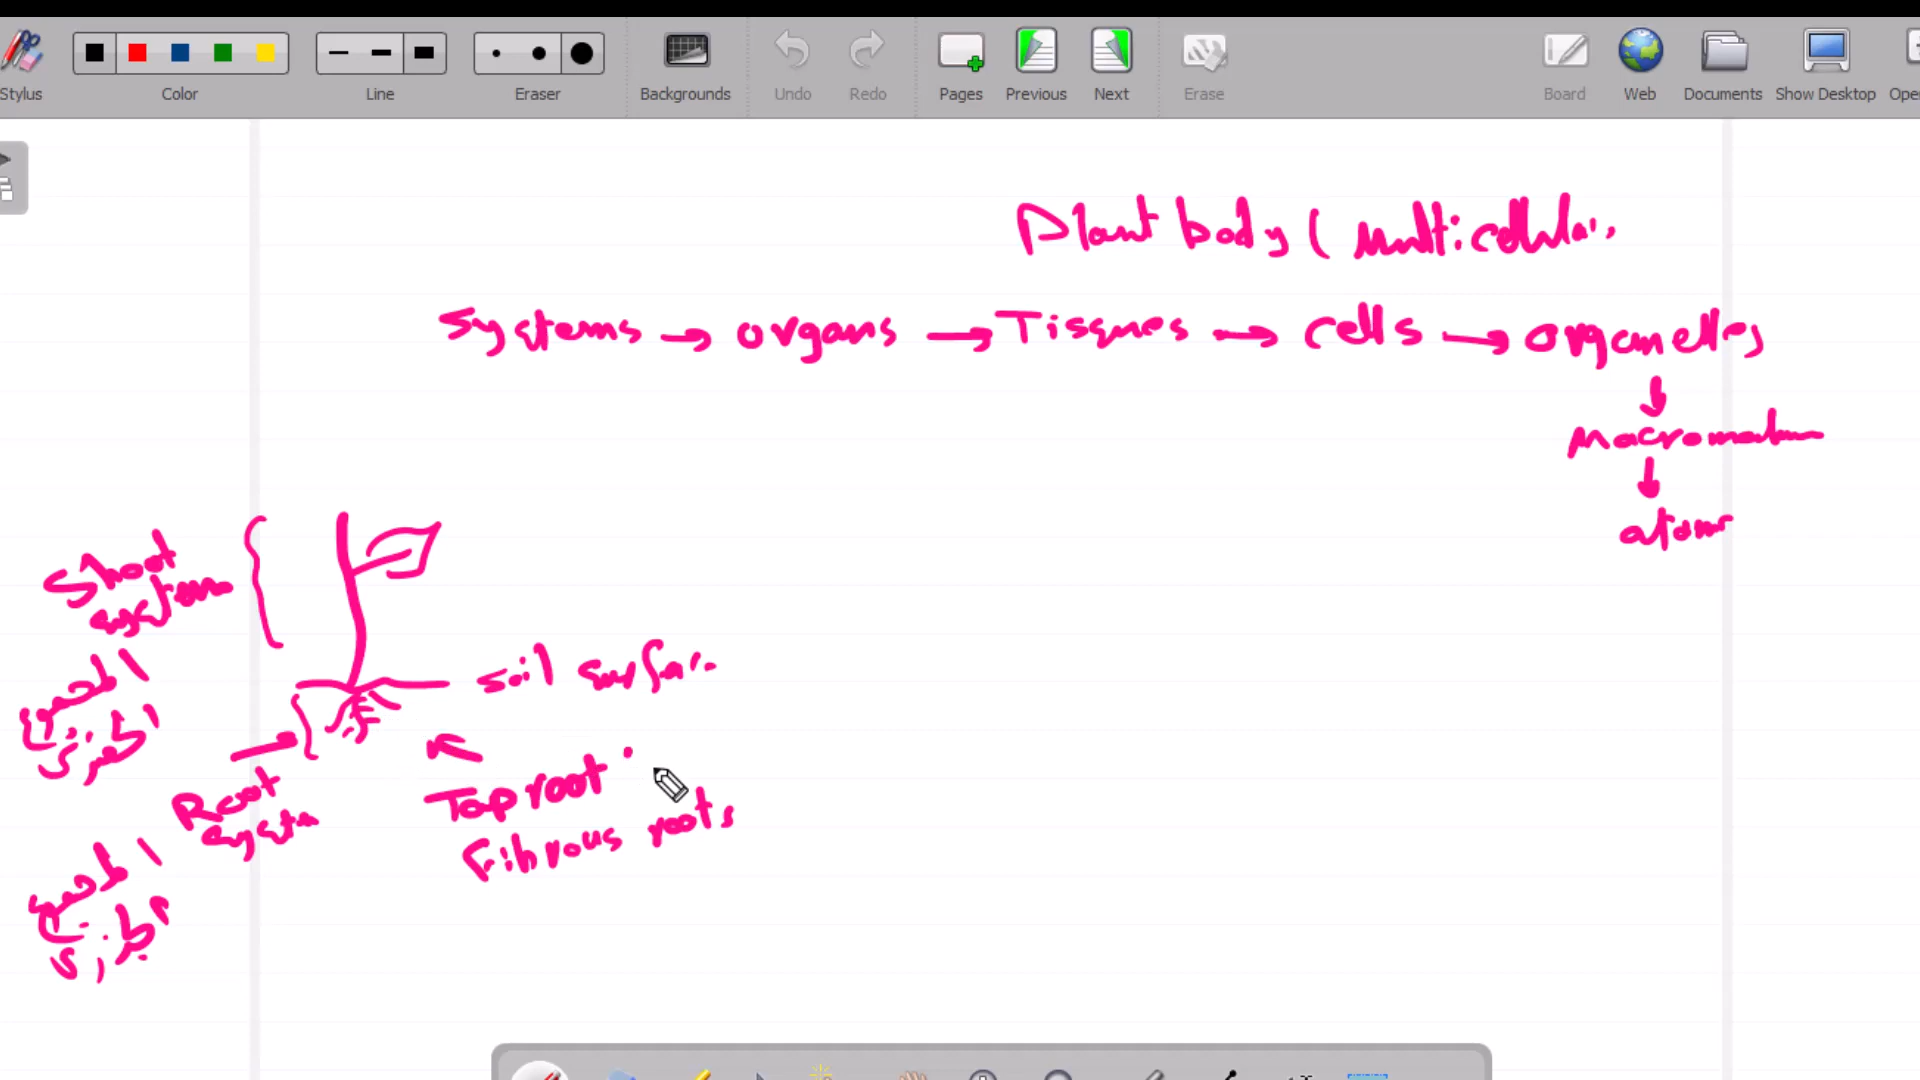 Stylus Color Line Eraser Backgrounds Undo Redo Pages Previous Next Erase Board Web Documents Show Desktop
Plant body (Multicellular
Systems → organs → Tissues → cells → organelles
↓
↓
atoms
Shoot
system
المجموع
الخضري
soil surface
Root
system
المجموع
الجذري
Tap root
Fibrous roots